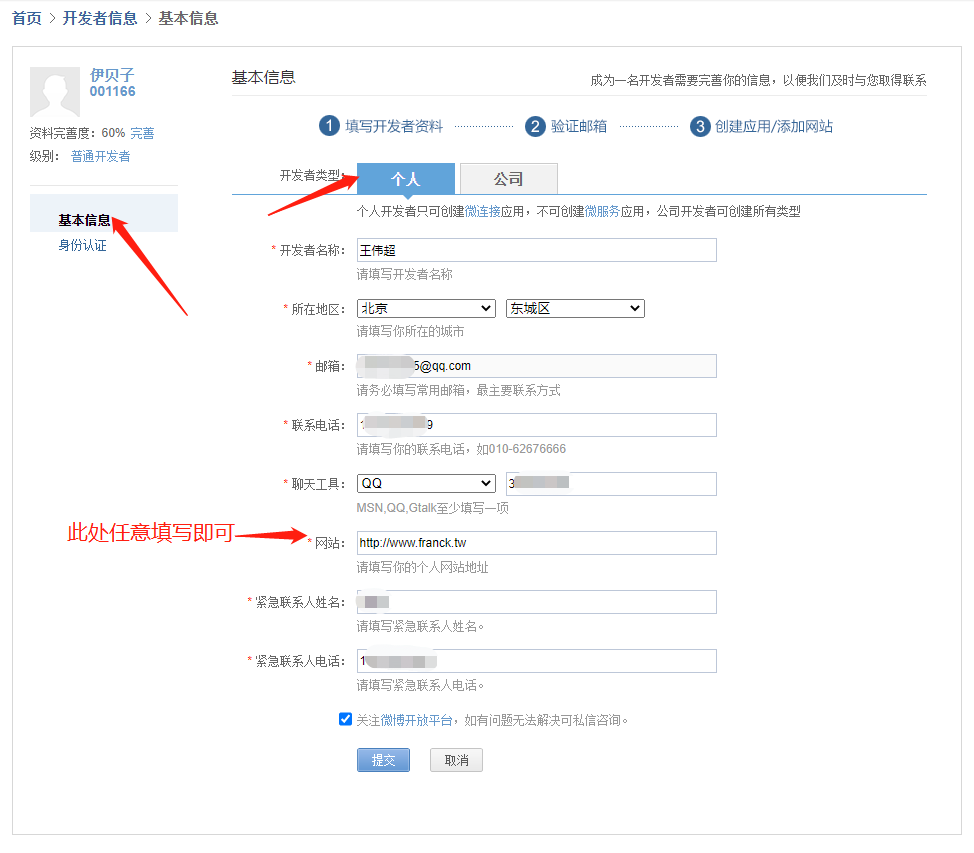 首页 > 开发者信息 > 基本信息
伊贝子
001166
资料完善度：60% 完善
级别： 普通开发者
基本信息
身份认证
基本信息
成为一名开发者需要完善你的信息，以便我们及时与您取得联系
1 填写开发者资料 2 验证邮箱 3 创建应用/添加网站
开发者类型： 个人 公司
个人开发者只可创建微连接应用，不可创建微服务应用，公司开发者可创建所有类型
*开发者名称： 王伟超
请填写开发者名称
*所在地区： 北京 东城区
请填写你所在的城市
*邮箱： 5@qq.com
请务必填写常用邮箱，最主要联系方式
*联系电话： 1 9
请填写你的联系电话，如010-62676666
*聊天工具： QQ 3
MSN,QQ,Gtalk至少填写一项
此处任意填写即可
*网站： http://www.franck.tw
请填写你的个人网站地址
*紧急联系人姓名：
请填写紧急联系人姓名。
*紧急联系人电话： 1
请填写紧急联系人电话。
关注微博开放平台，如有问题无法解决可私信咨询。
提交 取消